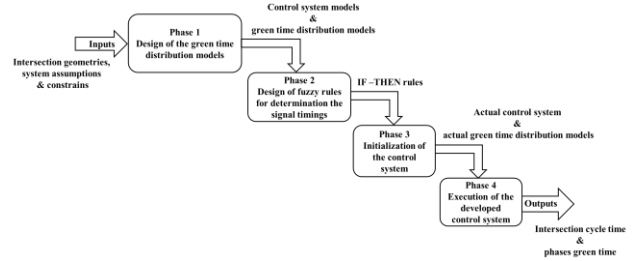 Control system models
&
green time distribution models
Phase 1
Design of the green time
distribution models
Inputs
Intersection geometries,
system assumptions
& constrains
Phase 2
Design of fuzzy rules
for determination the
signal timings
IF –THEN rules
Phase 3
Initialization of
the control
system
Actual control system
&
actual green time distribution models
Phase 4
Execution of the
developed
control system
Outputs
Intersection cycle time
&
phases green time